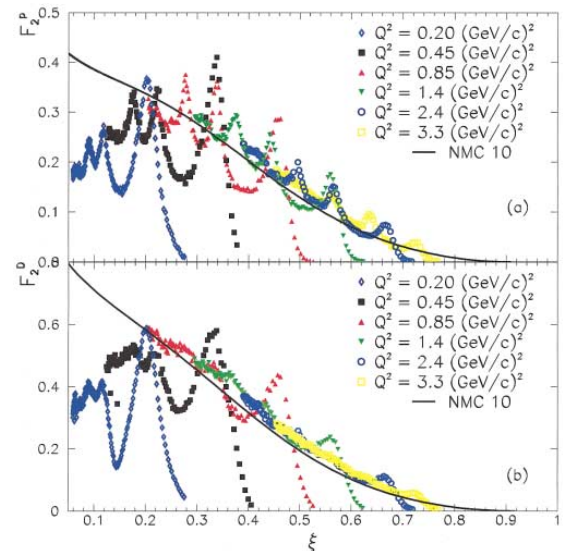 F₂ᵖ
0.5
0.4
0.3
0.2
0.1
0
Q² = 0.20 (GeV/c)²
Q² = 0.45 (GeV/c)²
Q² = 0.85 (GeV/c)²
Q² = 1.4 (GeV/c)²
Q² = 2.4 (GeV/c)²
Q² = 3.3 (GeV/c)²
NMC 10
(a)
F₂ᴰ
0.6
0.4
0.2
0
Q² = 0.20 (GeV/c)²
Q² = 0.45 (GeV/c)²
Q² = 0.85 (GeV/c)²
Q² = 1.4 (GeV/c)²
Q² = 2.4 (GeV/c)²
Q² = 3.3 (GeV/c)²
NMC 10
(b)
0.1 0.2 0.3 0.4 0.5 0.6 0.7 0.8 0.9 1
ξ